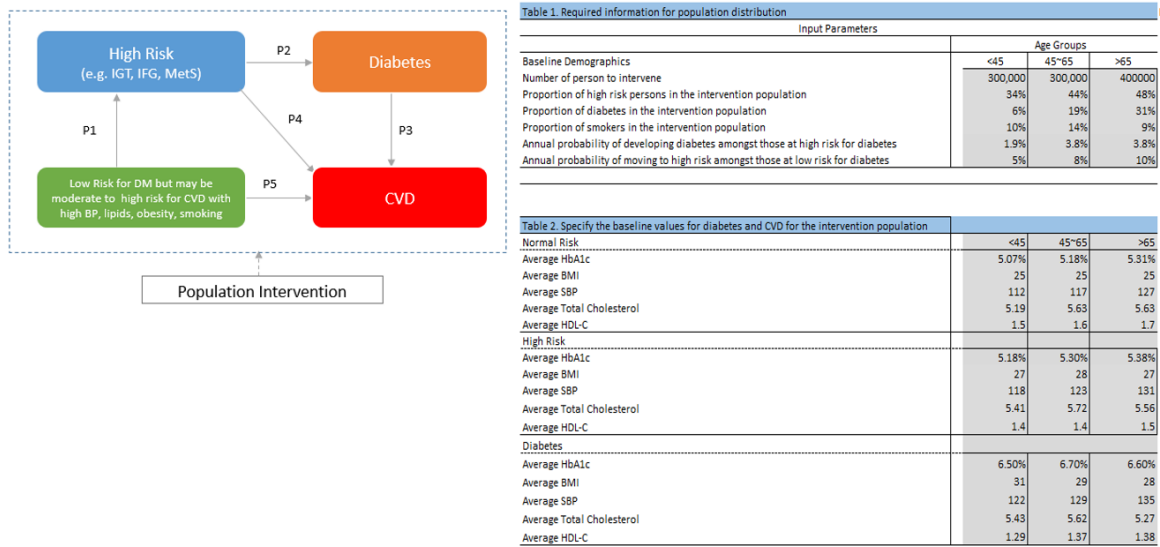 High Risk
(e.g. IGT, IFG, MetS)
P2
Diabetes
P1
P4
P3
Low Risk for DM but may be
moderate to high risk for CVD with
high BP, lipids, obesity, smoking
P5
CVD
Population Intervention
Table 1. Required information for population distribution
Input Parameters
Age Groups
Baseline Demographics <45 45~65 >65
Number of person to intervene 300,000 300,000 400000
Proportion of high risk persons in the intervention population 34% 44% 48%
Proportion of diabetes in the intervention population 6% 19% 31%
Proportion of smokers in the intervention population 10% 14% 9%
Annual probability of developing diabetes amongst those at high risk for diabetes 1.9% 3.8% 3.8%
Annual probability of moving to high risk amongst those at low risk for diabetes 5% 8% 10%
Table 2. Specify the baseline values for diabetes and CVD for the intervention population
Normal Risk <45 45~65 >65
Average HbA1c 5.07% 5.18% 5.31%
Average BMI 25 25 25
Average SBP 112 117 127
Average Total Cholesterol 5.19 5.63 5.63
Average HDL-C 1.5 1.6 1.7
High Risk
Average HbA1c 5.18% 5.30% 5.38%
Average BMI 27 28 27
Average SBP 118 123 131
Average Total Cholesterol 5.41 5.72 5.56
Average HDL-C 1.4 1.4 1.5
Diabetes
Average HbA1c 6.50% 6.70% 6.60%
Average BMI 31 29 28
Average SBP 122 129 135
Average Total Cholesterol 5.43 5.62 5.27
Average HDL-C 1.29 1.37 1.38